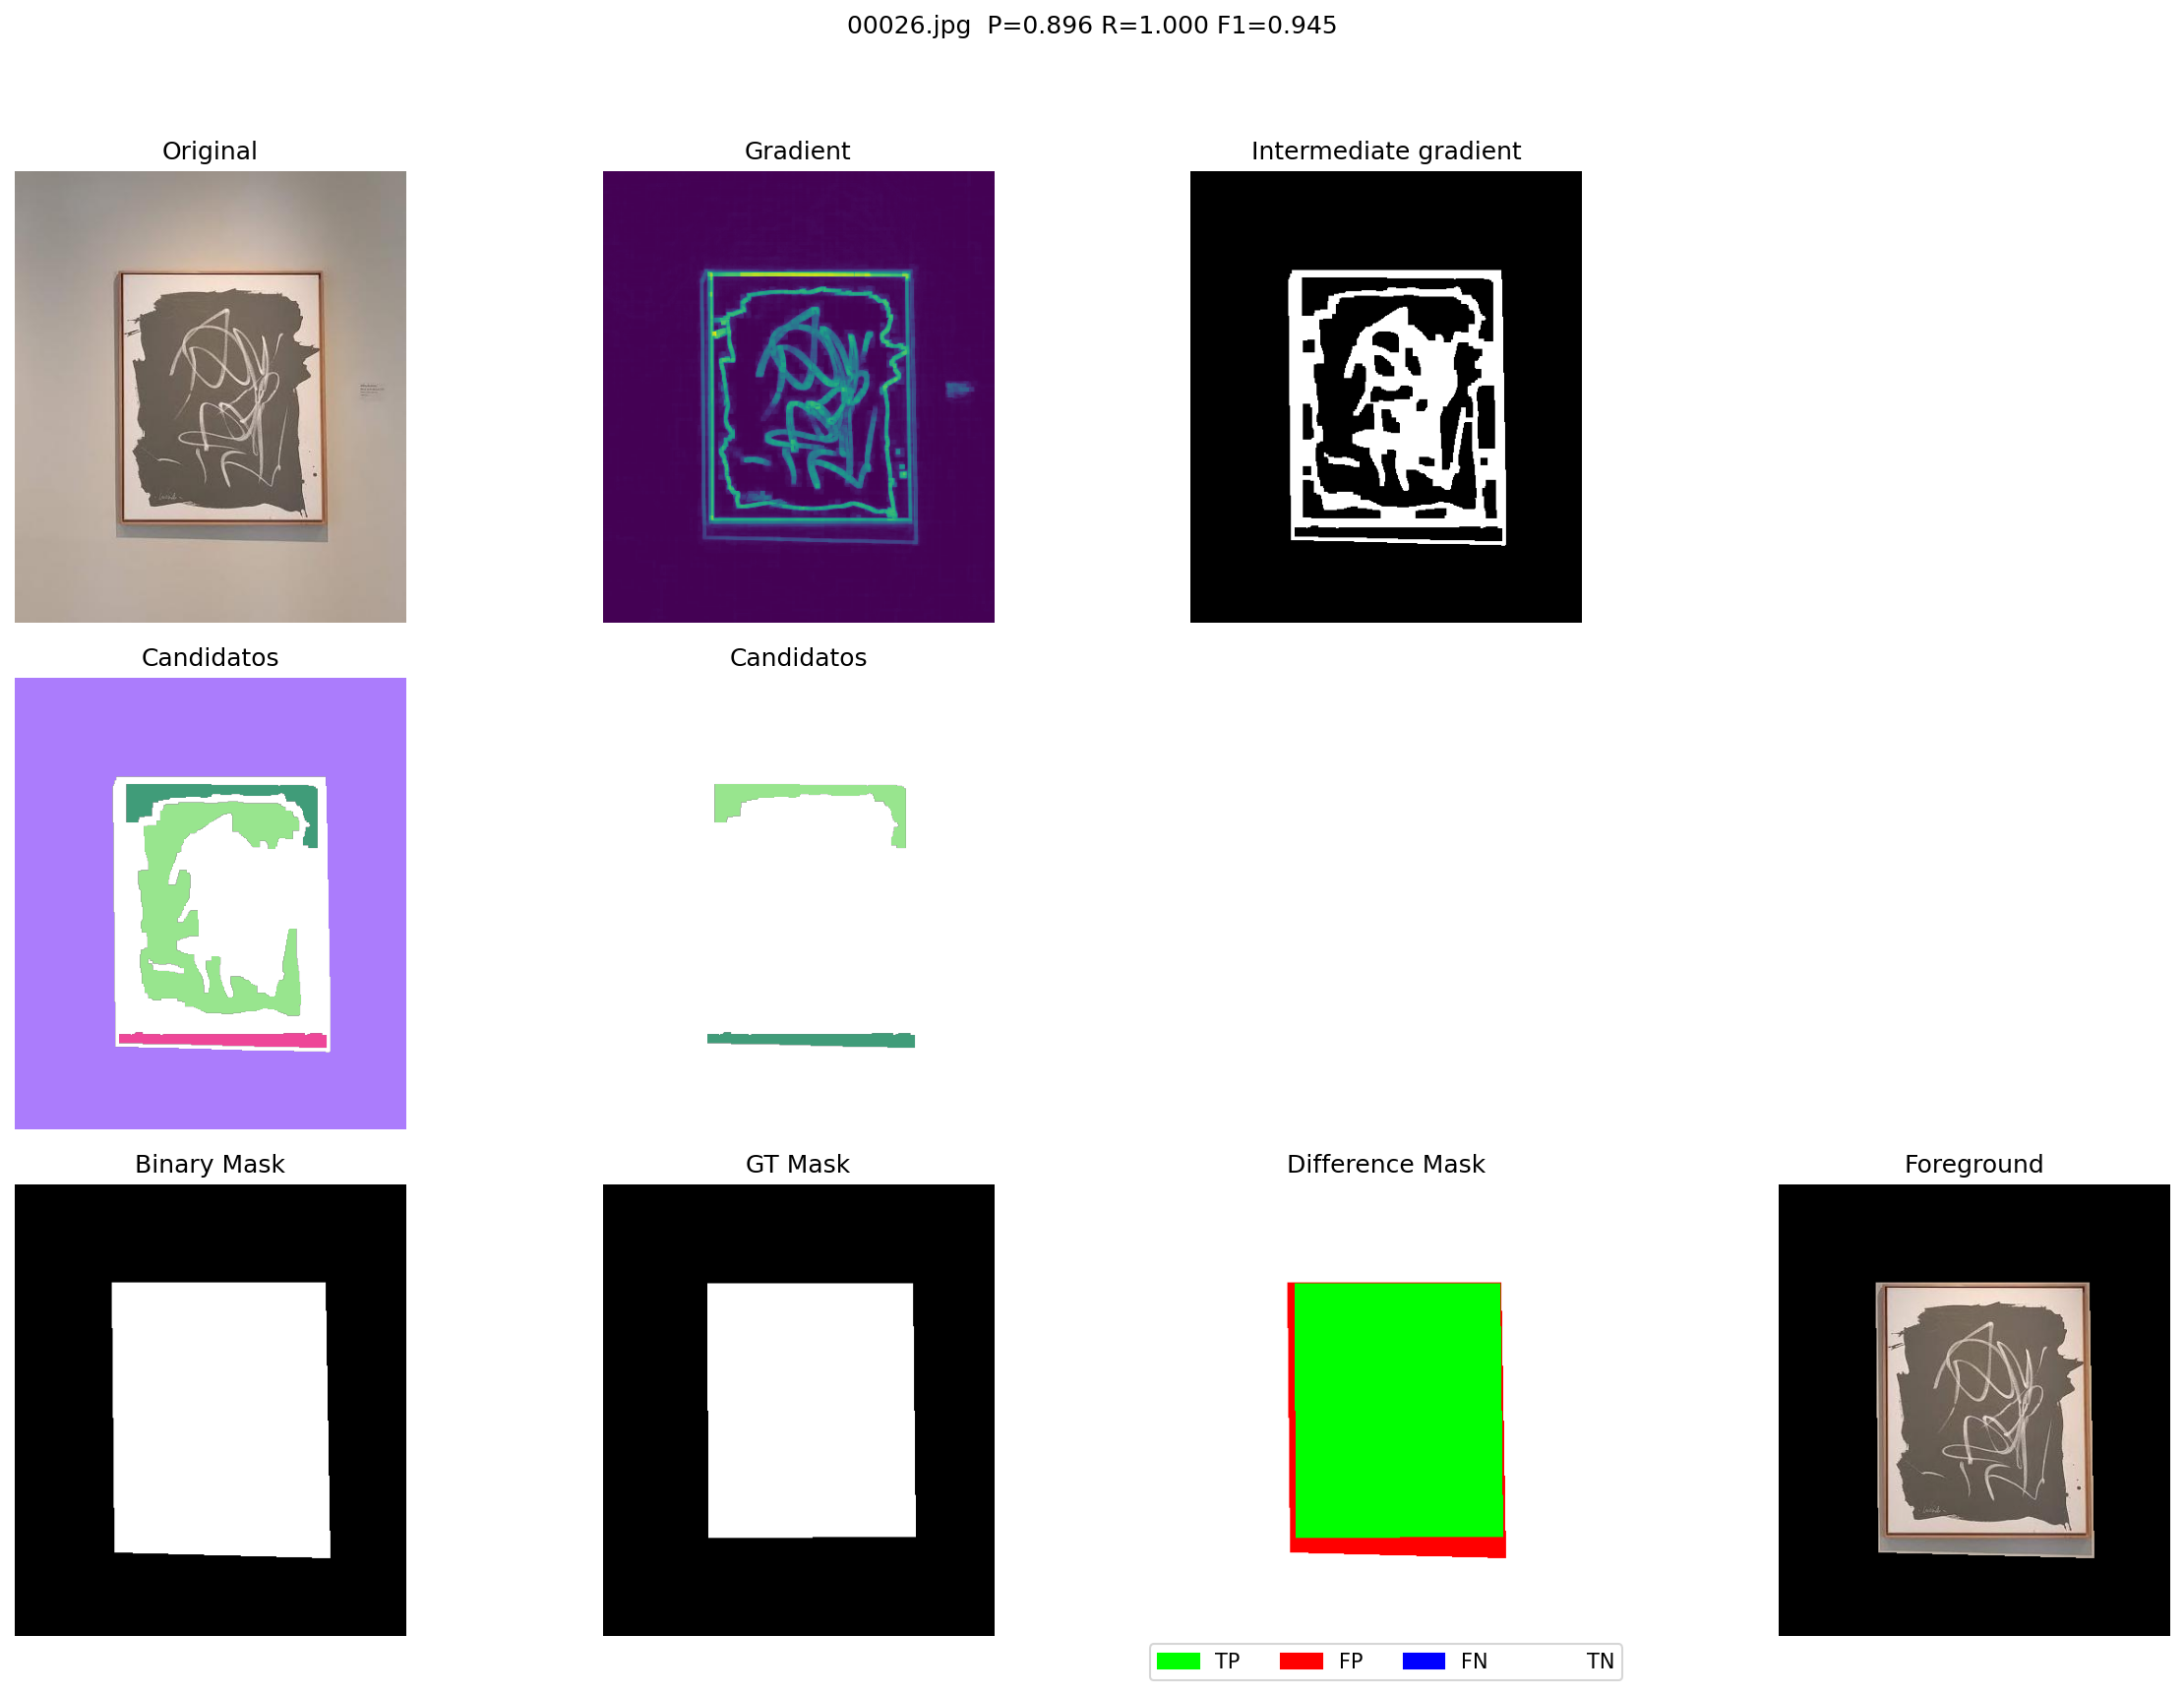 00026.jpg  P=0.896 R=1.000 F1=0.945
Original
Gradient
Intermediate gradient
Candidatos
Candidatos
Binary Mask
GT Mask
Difference Mask
Foreground
TP
FP
FN
TN